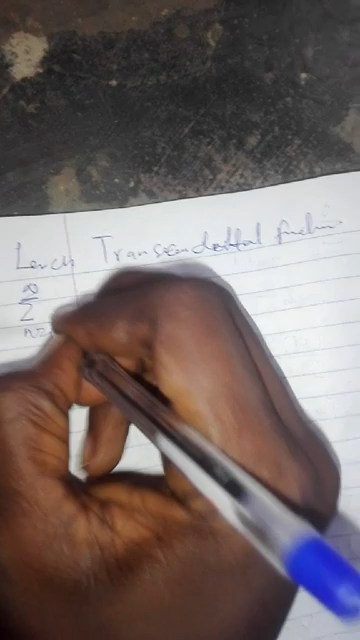 Lerch Transcendental function
∞
Σ
n=